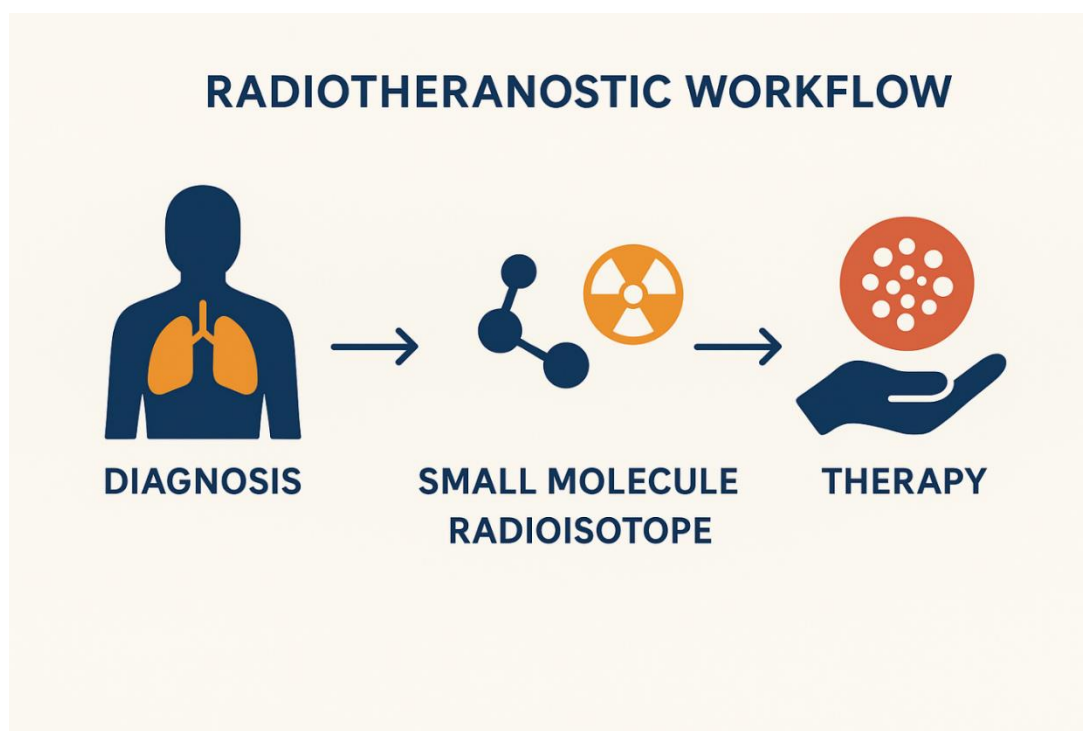 RADIOTHERANOSTIC WORKFLOW
DIAGNOSIS
SMALL MOLECULE
RADIOISOTOPE
THERAPY